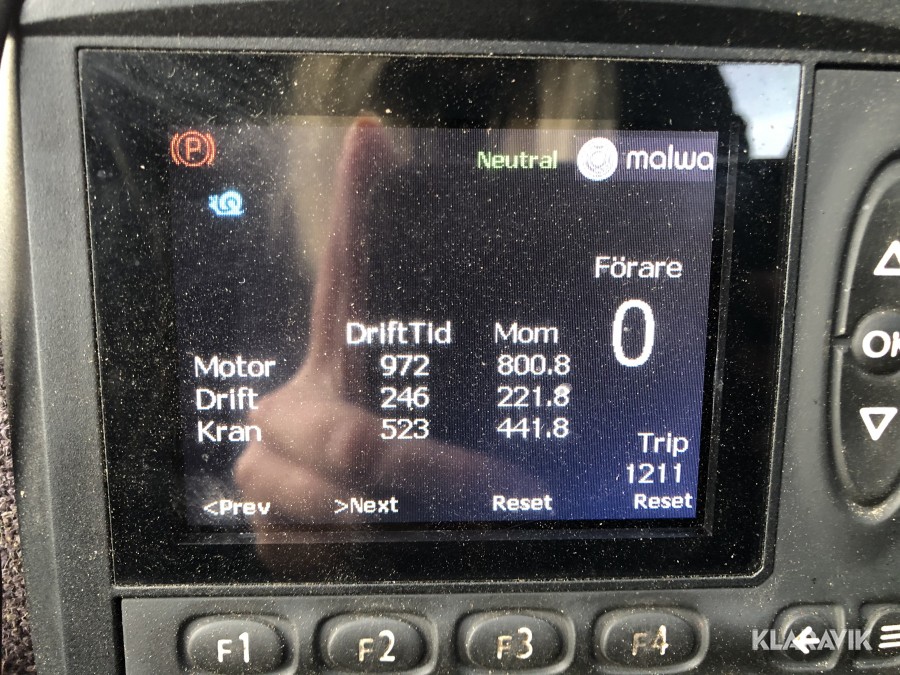 P
Neutral malwa
Förare
0
DriftTid Mom
Motor 972 800.8
Drift 246 221.8
Kran 523 441.8
Trip
1211
<Prev >Next Reset Reset
OK
F1 F2 F3 F4
KLARAVIK